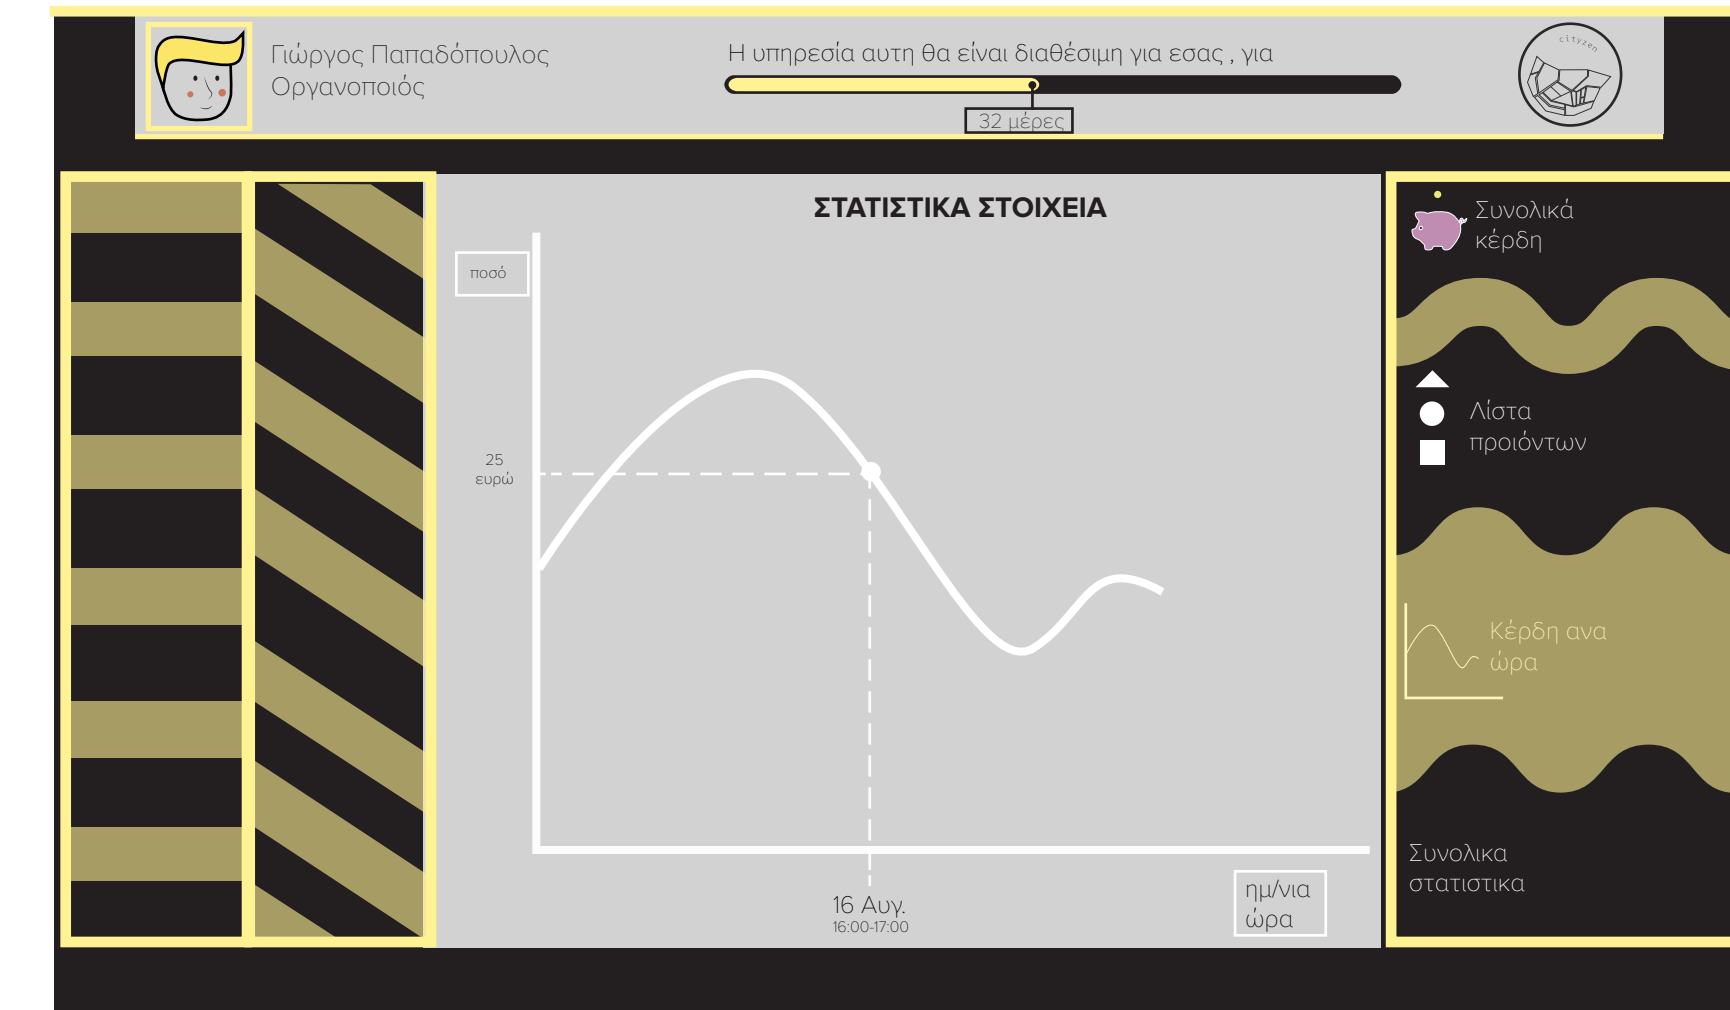 Γιώργος Παπαδόπουλος
Οργανοποιός
Η υπηρεσία αυτη θα είναι διαθέσιμη για εσας , για
32 μέρες
cityzen
ΣΤΑΤΙΣΤΙΚΑ ΣΤΟΙΧΕΙΑ
ποσό
25
ευρώ
16 Αυγ.
16:00-17:00
ημ/νια
ώρα
Συνολικά
κέρδη
Λίστα
προιόντων
Κέρδη ανα
ώρα
Συνολικα
στατιστικα